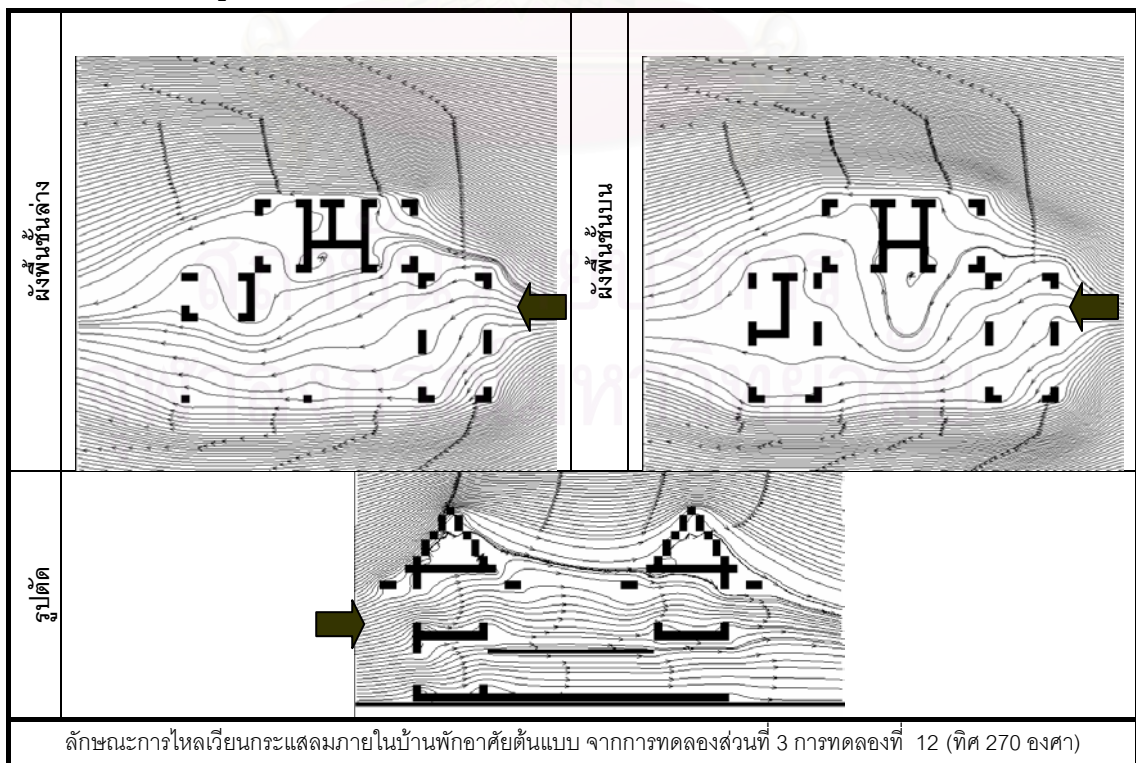 ผังพื้นชั้นล่าง
ผังพื้นชั้นบน
รูปตัด
ลักษณะการไหลเวียนกระแสลมภายในบ้านพักอาศัยต้นแบบ จากการทดลองส่วนที่ 3 การทดลองที่ 12 (ทิศ 270 องศา)